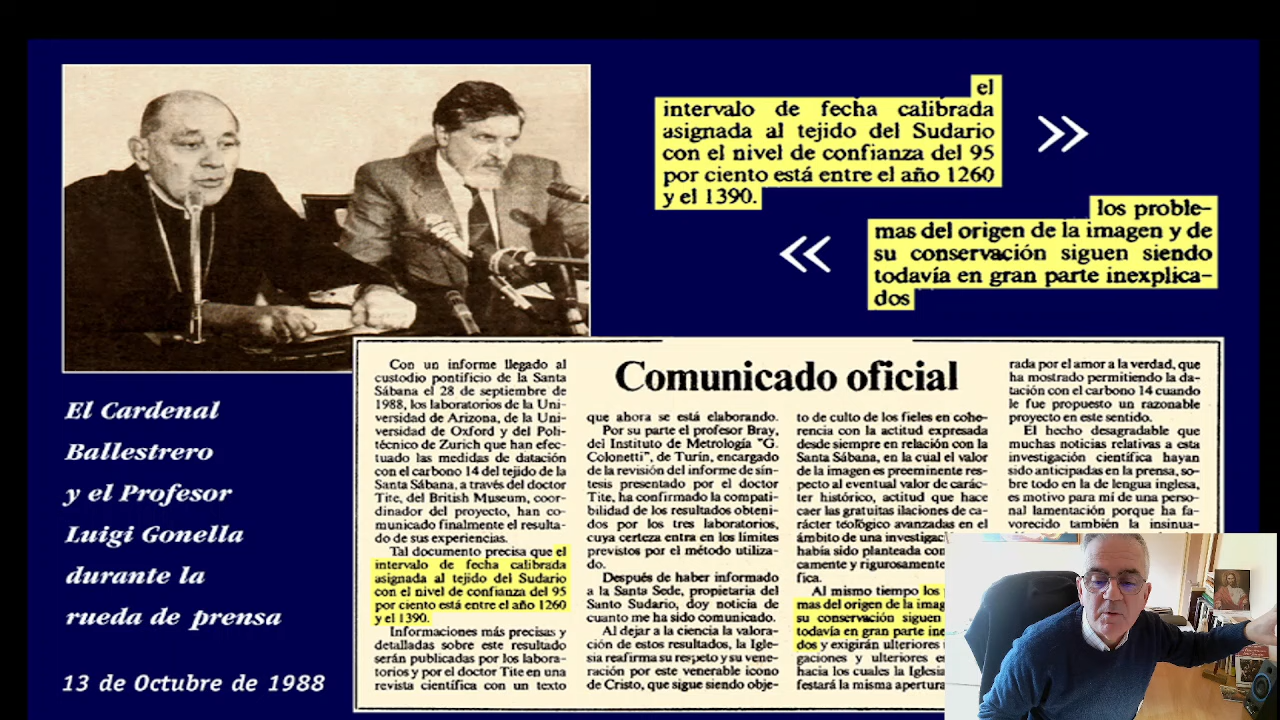 el
intervalo de fecha calibrada
asignada al tejido del Sudario
con el nivel de confianza del 95
por ciento está entre el año 1260
y el 1390.
los proble-
mas del origen de la imagen y de
su conservación siguen siendo
todavía en gran parte inexplica-
dos
El Cardenal
Ballestrero
y el Profesor
Luigi Gonella
durante la
rueda de prensa
13 de Octubre de 1988
Comunicado oficial
Con un informe llegado al
custodio pontificio de la Santa
Sábana el 28 de septiembre de
1988, los laboratorios de la Uni-
versidad de Arizona, de la Uni-
versidad de Oxford y del Poli-
técnico de Zurich que han efec-
tuado las medidas de datación
con el carbono 14 del tejido de la
Santa Sábana, a través del doctor
Tite, del British Museum, coor-
dinador del proyecto, han co-
municado finalmente el resulta-
do de sus experiencias.
Tal documento precisa que el
intervalo de fecha calibrada
asignada al tejido del Sudario
con el nivel de confianza del 95
por ciento está entre el año 1260
y el 1390.
Informaciones más precisas y
detalladas sobre este resultado
serán publicadas por los labora-
torios y por el doctor Tite en una
revista científica con un texto
que ahora se está elaborando.
Por su parte el profesor Bray,
del Instituto de Metrología "G.
Colonetti", de Turín, encargado
de la revisión del informe de sín-
tesis presentado por el doctor
Tite, ha confirmado la compati-
bilidad de los resultados obteni-
dos por los tres laboratorios,
cuya certeza entra en los límites
previstos por el método utiliza-
do.
Después de haber informado
a la Santa Sede, propietaria del
Santo Sudario, doy noticia de
cuanto me ha sido comunicado.
Al dejar a la ciencia la valora-
ción de estos resultados, la Igle-
sia reafirma su respeto y su vene-
ración por este venerable icono
de Cristo, que sigue siendo obje-
to de culto de los fieles en cohe-
rencia con la actitud expresada
desde siempre en relación con la
Santa Sábana, en la cual el valor
de la imagen es preeminente res-
pecto al eventual valor de carác-
ter histórico, actitud que hace
caer las gratuitas ilaciones de ca-
rácter teológico avanzadas en el
ámbito de una investigac
había sido planteada con
camente y rigurosamente
fica.
Al mismo tiempo los
mas del origen de la imag
su conservación siguen
todavía en gran parte ine
dos y exigirán ulteriores
gaciones y ulteriores e
hacia los cuales la Iglesia
festará la misma apertura
rada por el amor a la verdad, que
ha mostrado permitiendo la da-
tación con el carbono 14 cuando
le fue propuesto un razonable
proyecto en este sentido.
El hecho desagradable que
muchas noticias relativas a esta
investigación científica hayan
sido anticipadas en la prensa, so-
bre todo en la de lengua inglesa,
es motivo para mí de una perso-
nal lamentación porque ha fa-
vorecido también la insinua-